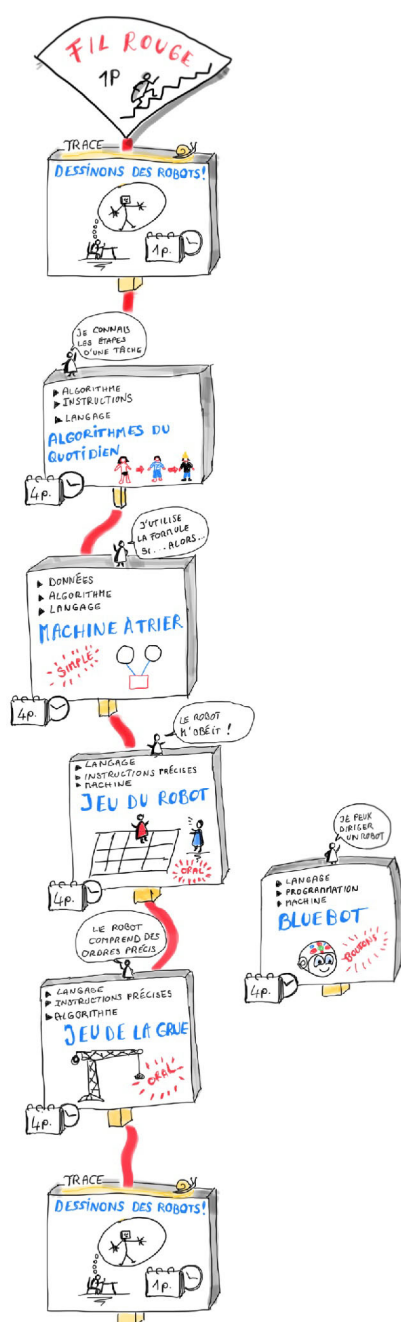 FIL ROUGE
1P
TRACE
DESSINONS DES ROBOTS!
1p.
JE CONNAIS
LES ÉTAPES
D'UNE TÂCHE
▶ ALGORITHME
▶ INSTRUCTIONS
▶ LANGAGE
ALGORITHMES DU
QUOTIDIEN
4p.
J'UTILISE
LA FORMULE
SI... ALORS...
▶ DONNÉES
▶ ALGORITHME
▶ LANGAGE
MACHINE À TRIER
SIMPLE
4p.
LE ROBOT
M'OBÉIT !
▶ LANGAGE
▶ INSTRUCTIONS PRÉCISES
▶ MACHINE
JEU DU ROBOT
ORAL
4p.
JE PEUX
DIRIGER
UN ROBOT
▶ LANGAGE
▶ PROGRAMMATION
▶ MACHINE
BLUEBOT
BOUTONS
4p.
LE ROBOT
COMPREND DES
ORDRES PRÉCIS
▶ LANGAGE
▶ INSTRUCTIONS PRÉCISES
▶ ALGORITHME
JEU DE LA GRUE
ORAL
4p.
TRACE
DESSINONS DES ROBOTS!
1p.